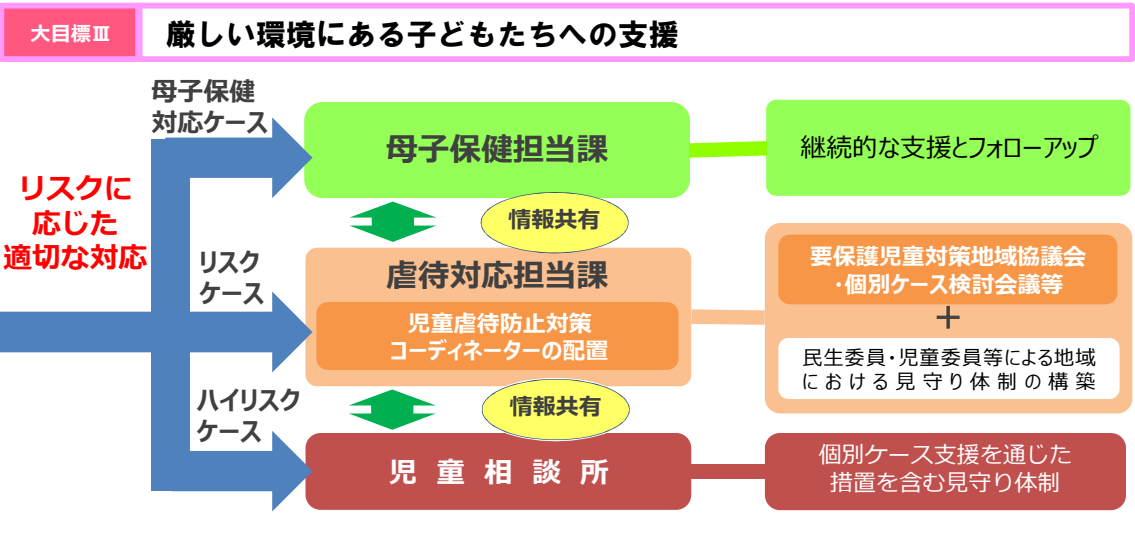 大目標Ⅲ
厳しい環境にある子どもたちへの支援
リスクに
応じた
適切な対応
母子保健
対応ケース
母子保健担当課
継続的な支援とフォローアップ
情報共有
リスク
ケース
虐待対応担当課
児童虐待防止対策
コーディネーターの配置
要保護児童対策地域協議会
・個別ケース検討会議等
＋
民生委員・児童委員等による地域
における見守り体制の構築
情報共有
ハイリスク
ケース
児童相談所
個別ケース支援を通じた
措置を含む見守り体制